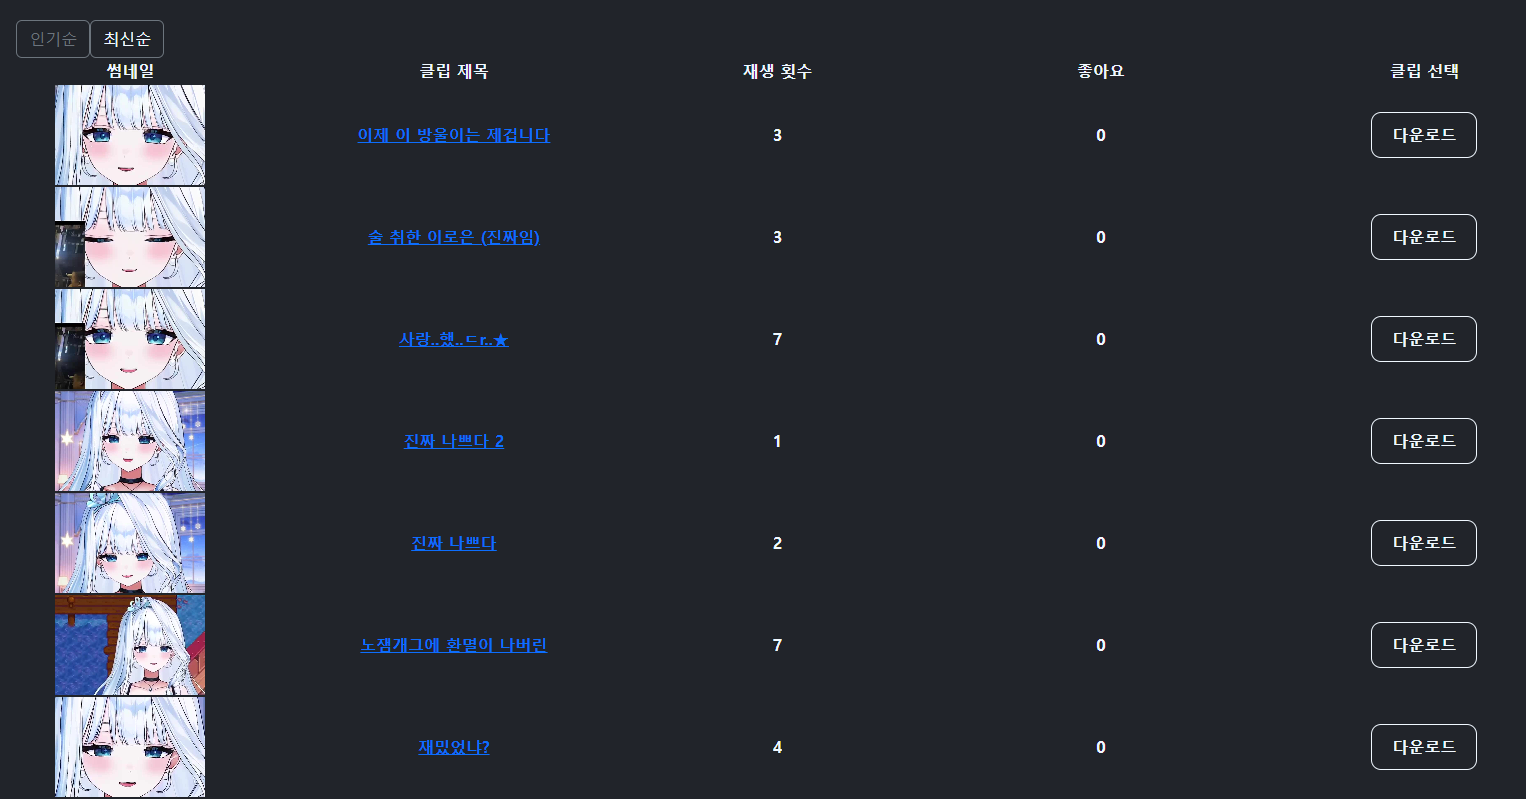 인기순 최신순
썸네일 클립 제목 재생 횟수 좋아요 클립 선택
이제 이 방울이는 제겁니다 3 0 다운로드
술 취한 이로은 (진짜임) 3 0 다운로드
사랑..했..ㄷr..★ 7 0 다운로드
진짜 나쁘다 2 1 0 다운로드
진짜 나쁘다 2 0 다운로드
노잼개그에 환멸이 나버린 7 0 다운로드
재밌었냐? 4 0 다운로드